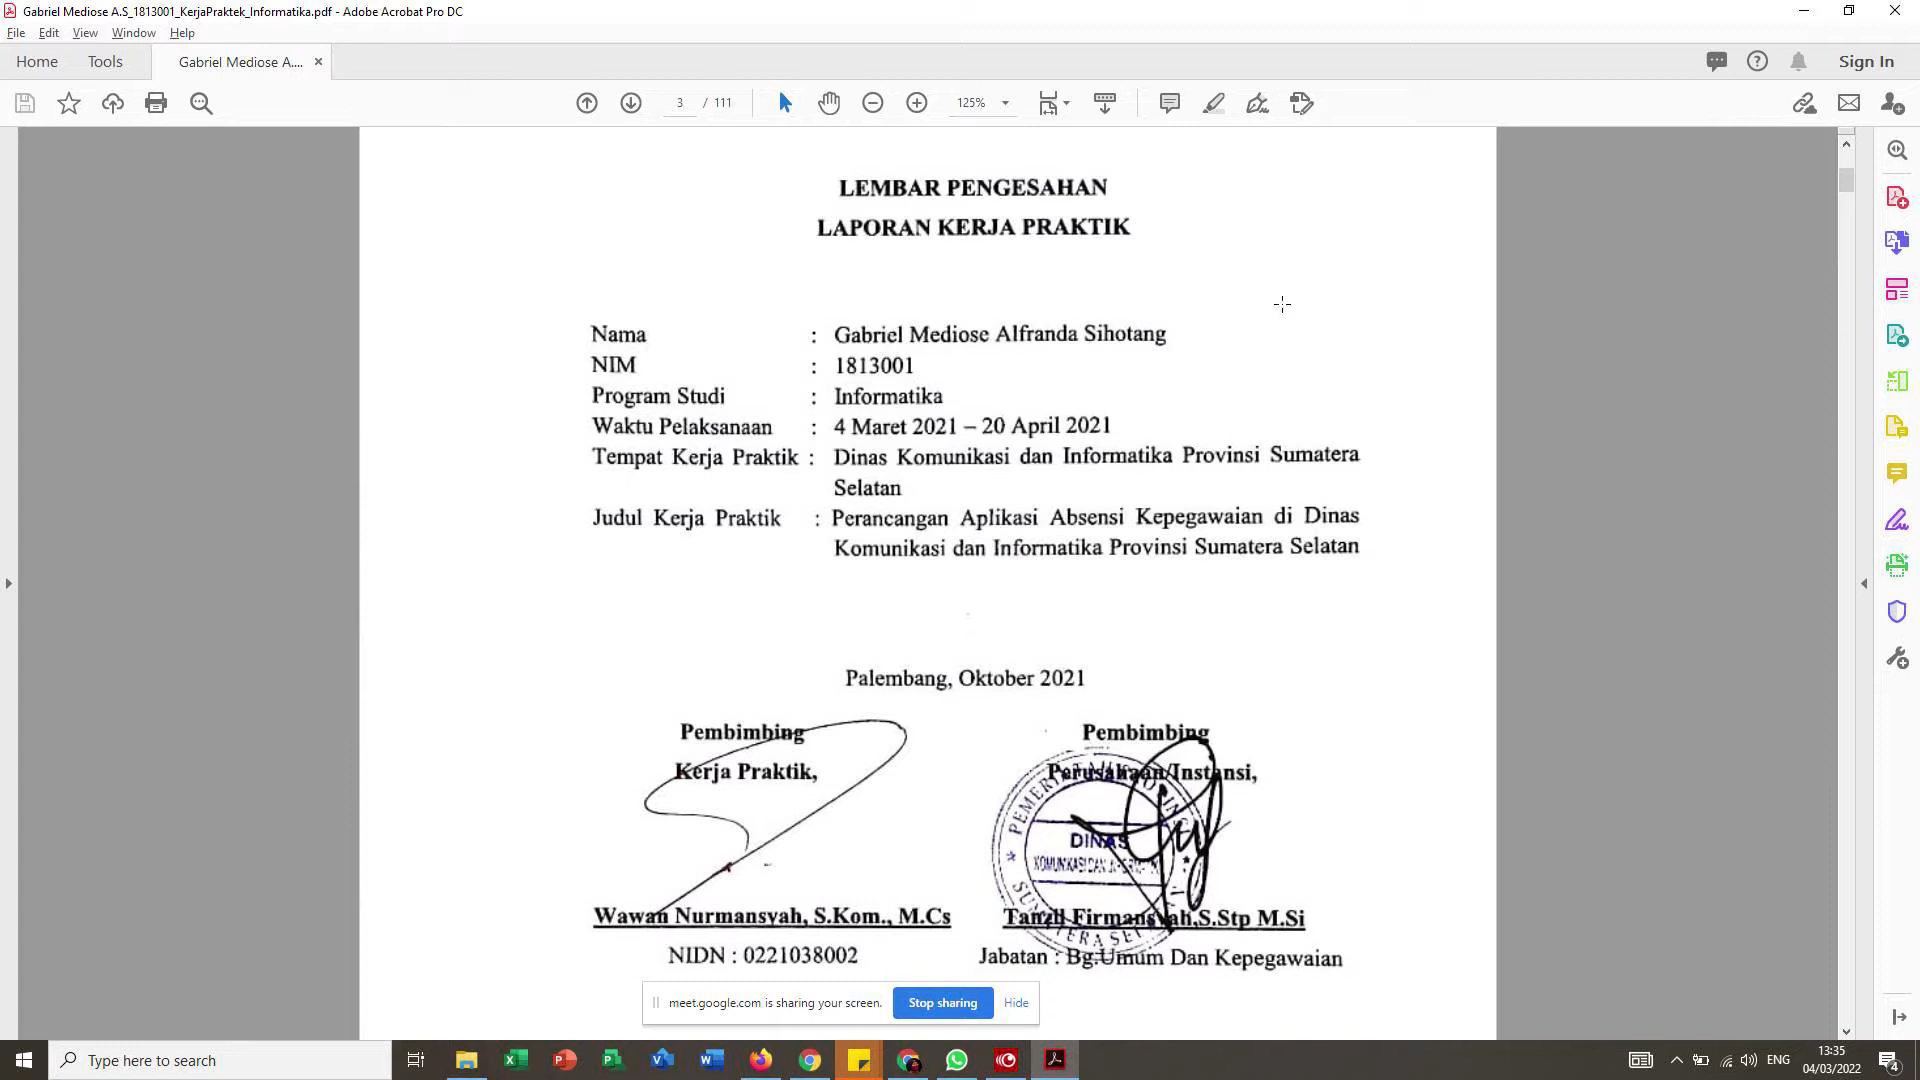 Gabriel Mediose A.S_1813001_KerjaPraktek_Informatika.pdf - Adobe Acrobat Pro DC
File Edit View Window Help
Home Tools Gabriel Mediose A.... Sign In
3 / 111 125%
LEMBAR PENGESAHAN
LAPORAN KERJA PRAKTIK
Nama : Gabriel Mediose Alfranda Sihotang
NIM : 1813001
Program Studi : Informatika
Waktu Pelaksanaan : 4 Maret 2021 – 20 April 2021
Tempat Kerja Praktik : Dinas Komunikasi dan Informatika Provinsi Sumatera
Selatan
Judul Kerja Praktik : Perancangan Aplikasi Absensi Kepegawaian di Dinas
Komunikasi dan Informatika Provinsi Sumatera Selatan
Palembang, Oktober 2021
Pembimbing Pembimbing
Kerja Praktik, Perusahaan/Instansi,
DINAS
Wawan Nurmansyah, S.Kom., M.Cs Tanzil Firmansyah,S.Stp M.Si
NIDN : 0221038002 Jabatan : Bg.Umum Dan Kepegawaian
meet.google.com is sharing your screen. Stop sharing Hide
Type here to search
ENG
13:35
04/03/2022
4